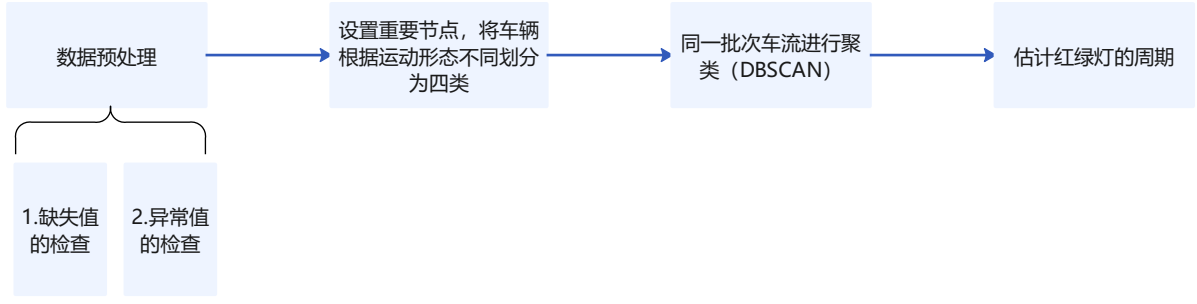 数据预处理
设置重要节点，将车辆
根据运动形态不同划分
为四类
同一批次车流进行聚
类（DBSCAN）
估计红绿灯的周期
1.缺失值
的检查
2.异常值
的检查